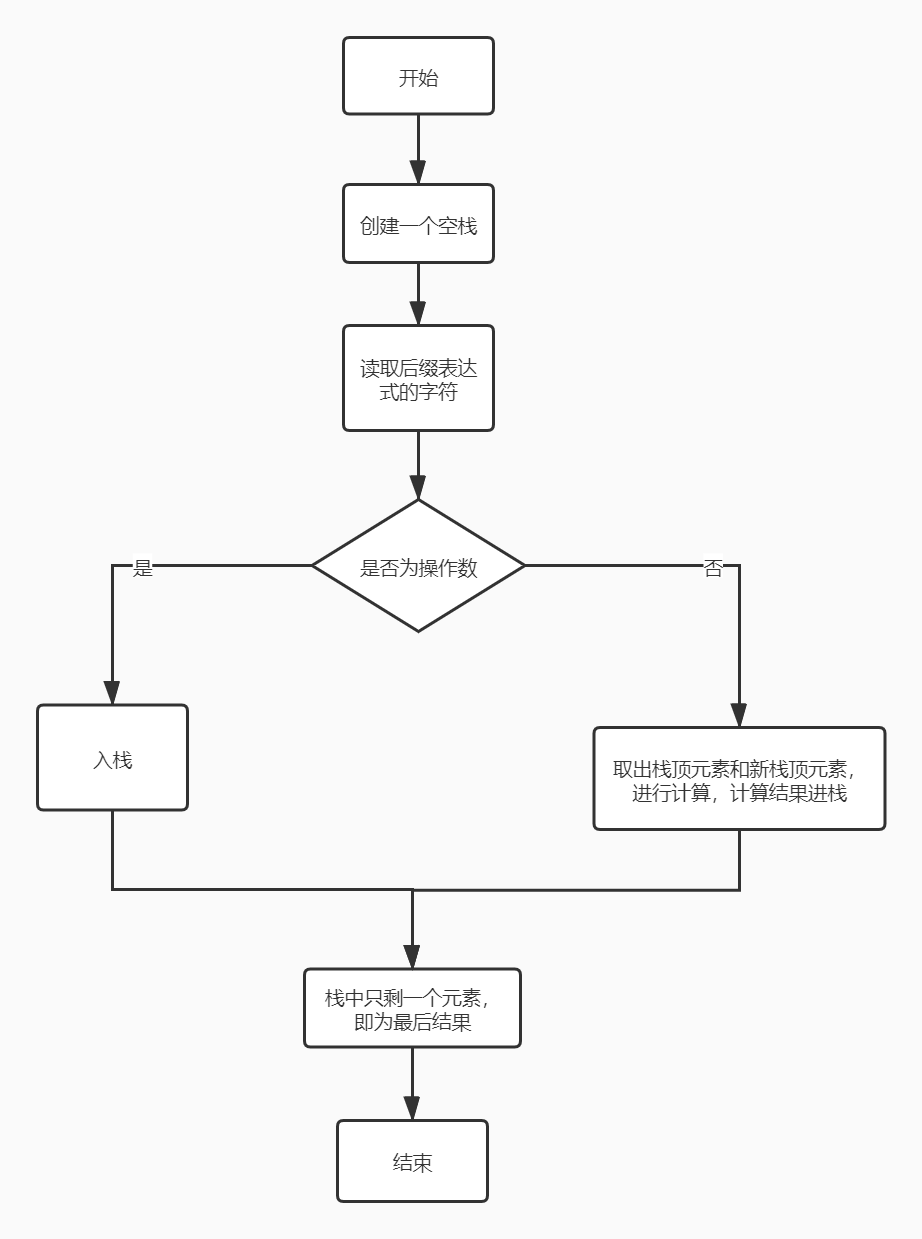 开始
创建一个空栈
读取后缀表达
式的字符
是否为操作数
是
否
入栈
取出栈顶元素和新栈顶元素，
进行计算，计算结果进栈
栈中只剩一个元素，
即为最后结果
结束